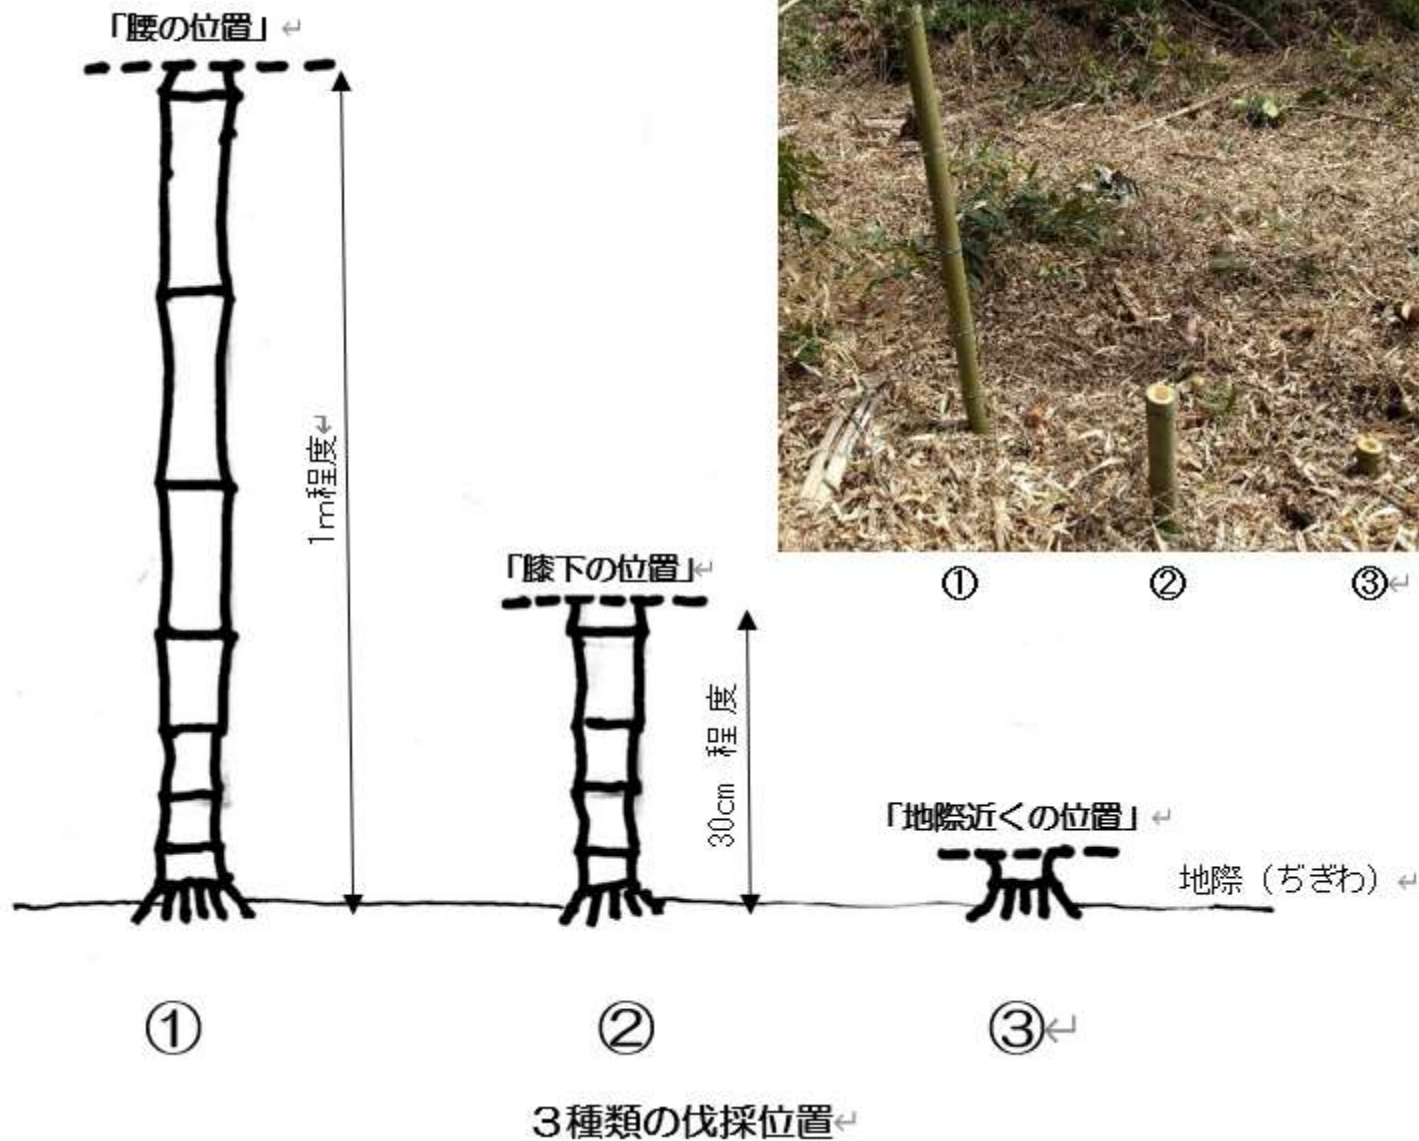 「腰の位置」
1m程度
① ② ③
「膝下の位置」
30cm 程度
「地際近くの位置」
地際（ぢぎわ）
① ② ③
３種類の伐採位置